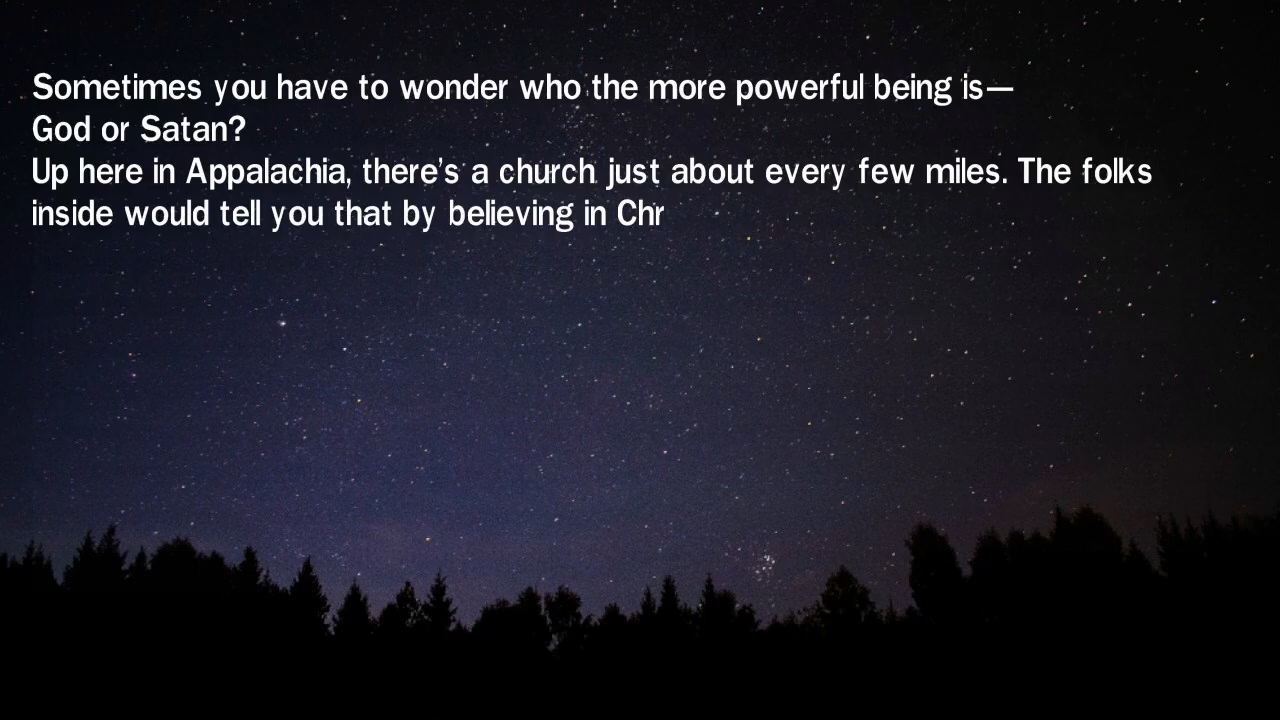 Sometimes you have to wonder who the more powerful being is—
God or Satan?
Up here in Appalachia, there’s a church just about every few miles. The folks
inside would tell you that by believing in Chr